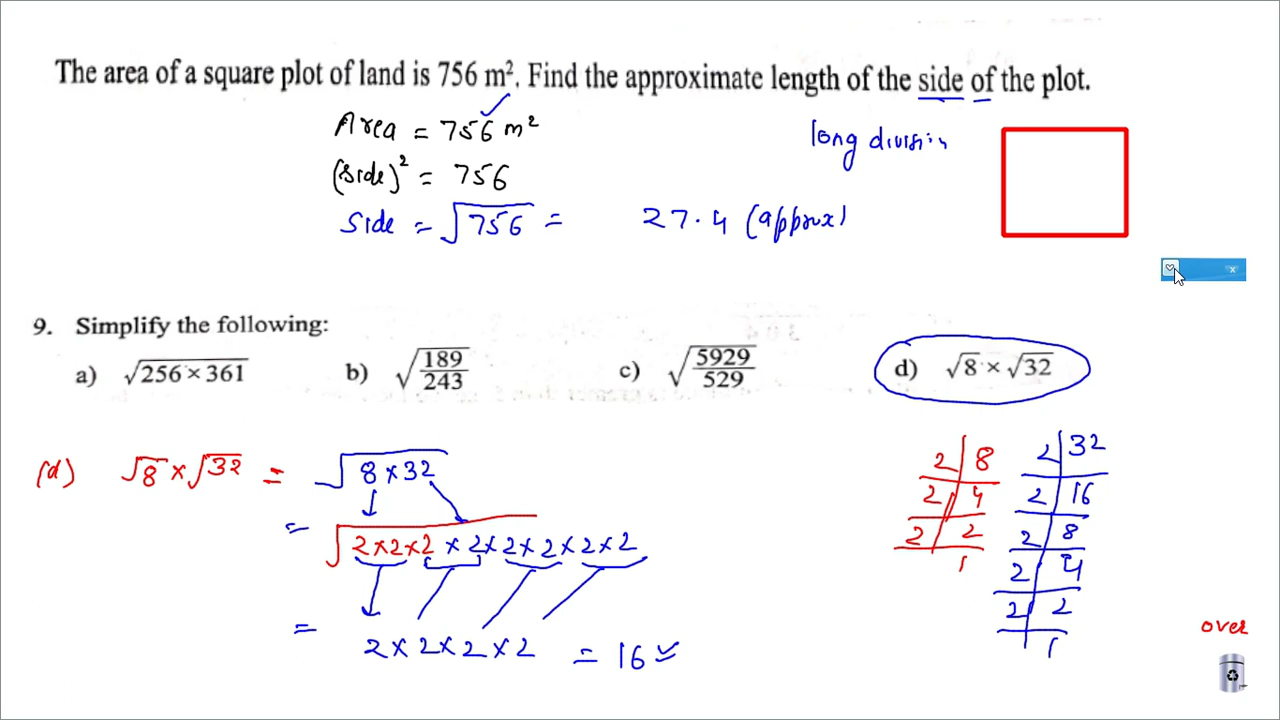 The area of a square plot of land is 756 m². Find the approximate length of the side of the plot.
Area = 756 m²
long division
(Side)² = 756
Side = √756 = 27.4 (approx)
9. Simplify the following:
a) √256 × 361 b) √189/243 c) √5929/529 d) √8 × √32
(d) √8 × √32 = √8 × 32
= √2×2×2 × 2×2×2×2×2
= 2 × 2 × 2 × 2 = 16
2 | 8
2 | 4
2 | 2
1
2 | 32
2 | 16
2 | 8
2 | 4
2 | 2
1
over